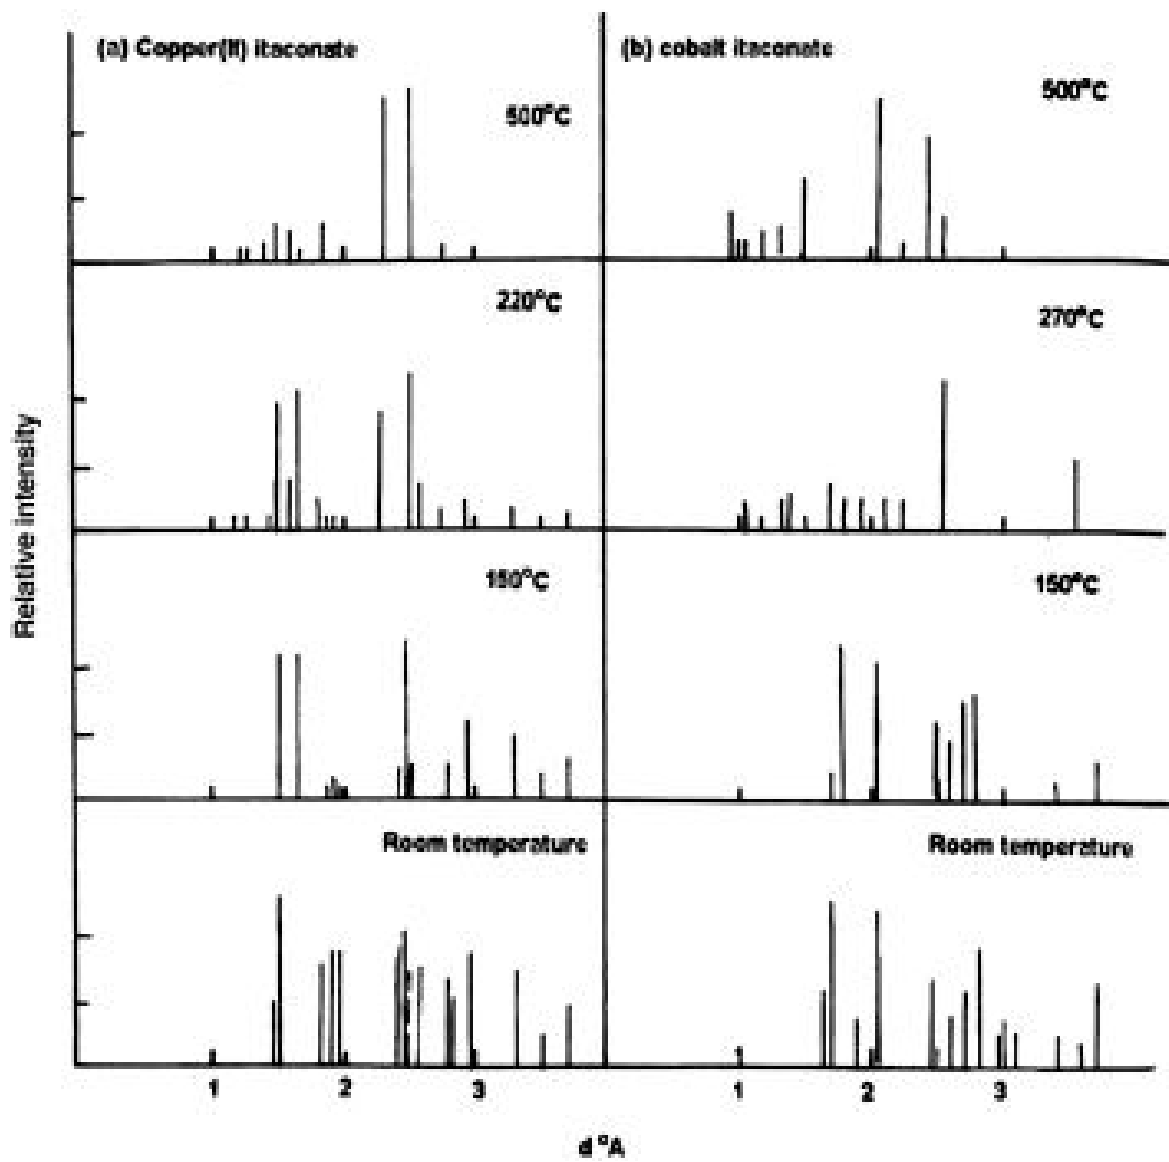 (a) Copper(II) itaconate
(b) cobalt itaconate
500°C
500°C
220°C
270°C
150°C
150°C
Room temperature
Room temperature
Relative intensity
1 2 3 1 2 3
d °A